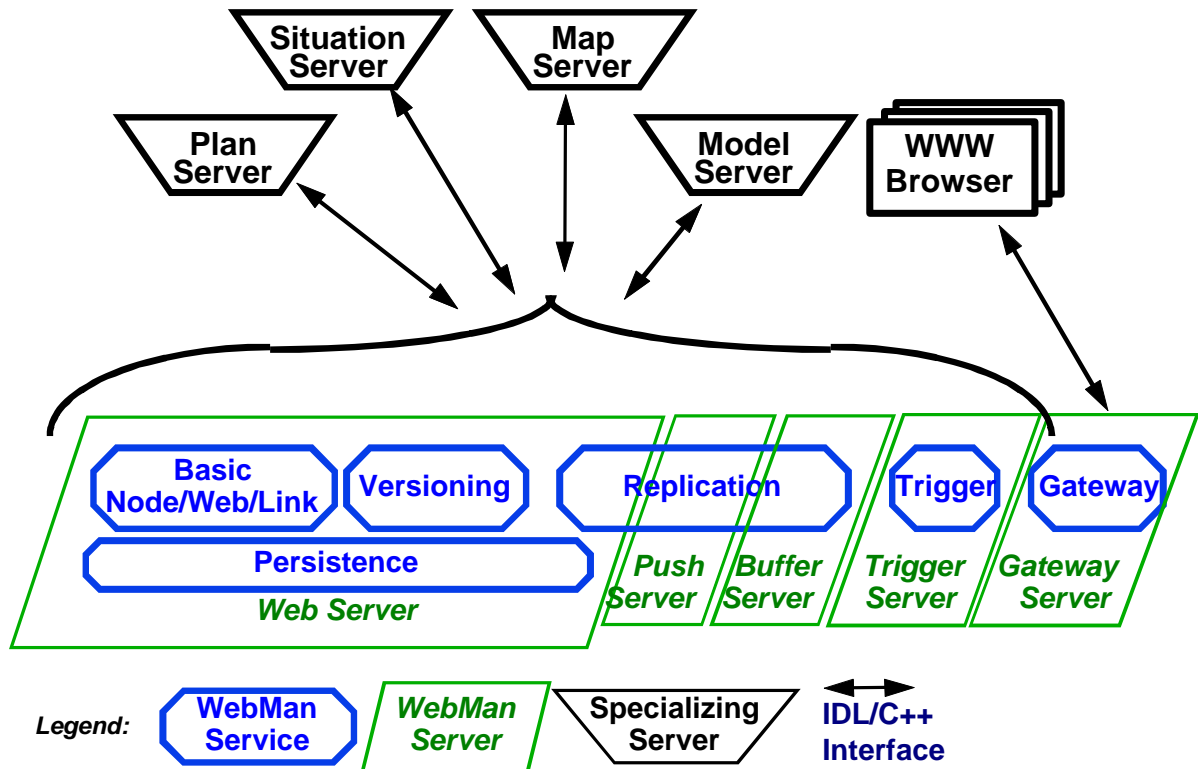 Situation
Server
Map
Server
Plan
Server
Model
Server
WWW
Browser
Basic
Node/Web/Link
Versioning
Replication
Trigger
Gateway
Persistence
Web Server
Push
Server
Buffer
Server
Trigger
Server
Gateway
Server
Legend:
WebMan
Service
WebMan
Server
Specializing
Server
IDL/C++
Interface